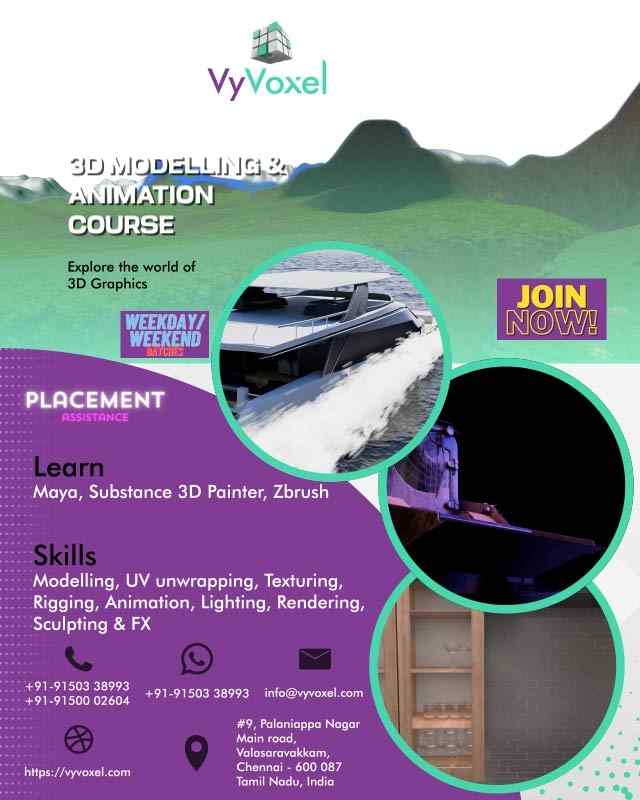 VyVoxel
3D MODELLING &
ANIMATION
COURSE
Explore the world of
3D Graphics
WEEKDAY/
WEEKEND
BATCHES
JOIN
NOW!
PLACEMENT
ASSISTANCE
Learn
Maya, Substance 3D Painter, Zbrush
Skills
Modelling, UV unwrapping, Texturing,
Rigging, Animation, Lighting, Rendering,
Sculpting & FX
+91-91503 38993
+91-91500 02604
+91-91503 38993
info@vyvoxel.com
https://vyvoxel.com
#9, Palaniappa Nagar
Main road,
Valasaravakkam,
Chennai - 600 087
Tamil Nadu, India